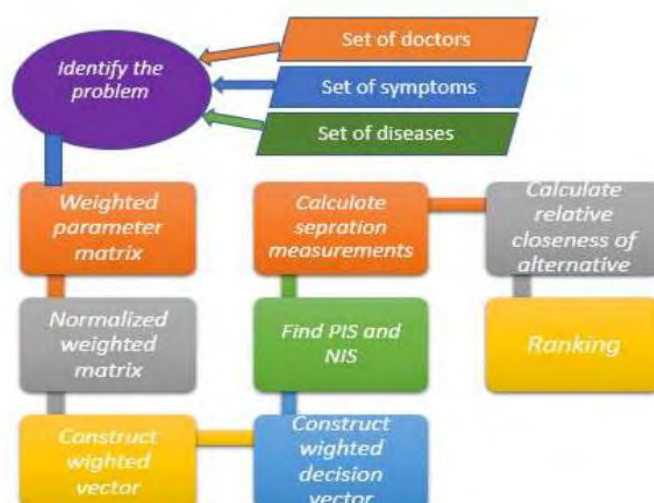 Identify the
problem
Set of doctors
Set of symptoms
Set of diseases
Weighted
parameter
matrix
Normalized
weighted
matrix
Construct
wighted
vector
Construct
wighted
decision
vector
Find PIS and
NIS
Calculate
sepration
measurements
Calculate
relative
closeness of
alternative
Ranking